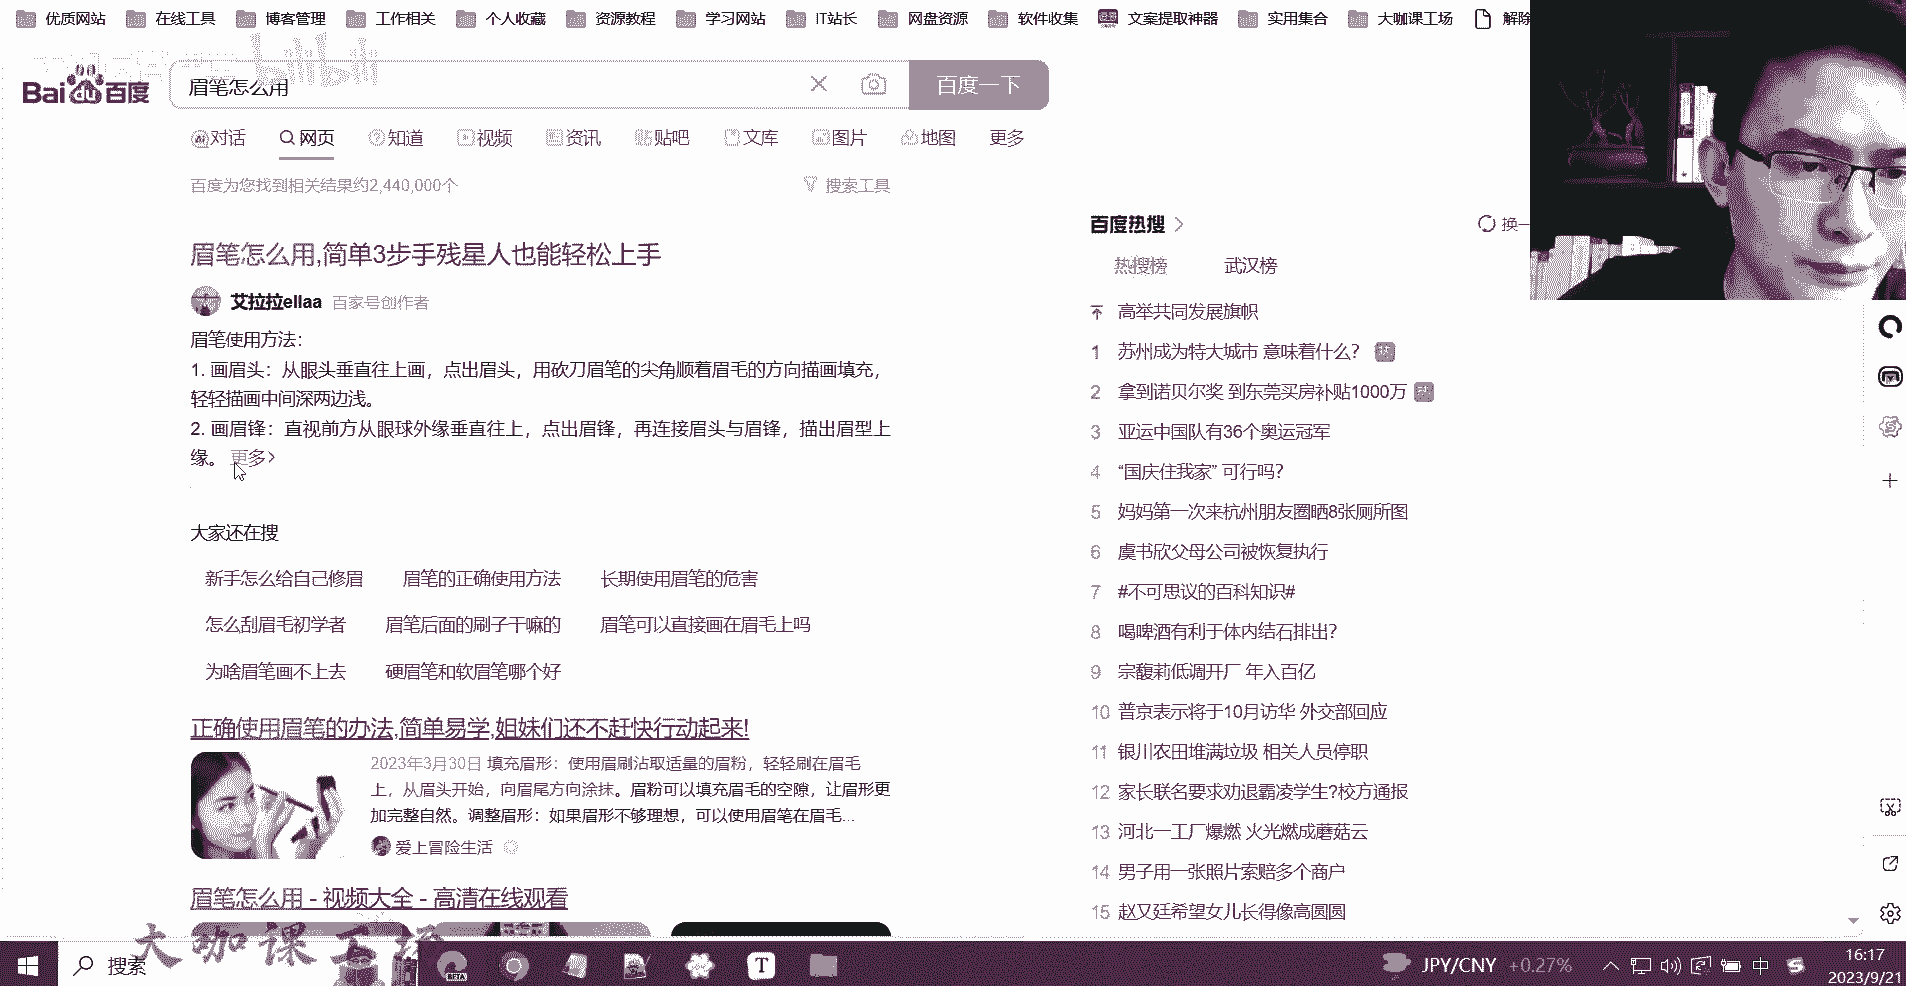 优质网站 在线工具 博客管理 工作相关 个人收藏 资源教程 学习网站 IT站长 网盘资源 软件收集 文案提取神器 实用集合 大咖课工场 解除
bilibili
Bai du 百度 眉笔怎么用 百度一下
对话 网页 知道 视频 资讯 贴吧 文库 图片 地图 更多
百度为您找到相关结果约2,440,000个 搜索工具
眉笔怎么用,简单3步手残星人也能轻松上手
艾拉拉ellaa 百家号创作者
眉笔使用方法:
1. 画眉头：从眼头垂直往上画，点出眉头，用砍刀眉笔的尖角顺着眉毛的方向描画填充，
轻轻描画中间深两边浅。
2. 画眉锋：直视前方从眼球外缘垂直往上，点出眉锋，再连接眉头与眉锋，描出眉型上
缘。 更多>
大家还在搜
新手怎么给自己修眉 眉笔的正确使用方法 长期使用眉笔的危害
怎么刮眉毛初学者 眉笔后面的刷子干嘛的 眉笔可以直接画在眉毛上吗
为啥眉笔画不上去 硬眉笔和软眉笔哪个好
正确使用眉笔的办法,简单易学,姐妹们还不赶快行动起来!
2023年3月30日 填充眉形：使用眉刷沾取适量的眉粉，轻轻刷在眉毛
上，从眉头开始，向眉尾方向涂抹。眉粉可以填充眉毛的空隙，让眉形更
加完整自然。调整眉形：如果眉形不够理想，可以使用眉笔在眉毛...
爱上冒险生活
眉笔怎么用 - 视频大全 - 高清在线观看
百度热搜 > 换一
热搜榜 武汉榜
高举共同发展旗帜
1 苏州成为特大城市 意味着什么？
2 拿到诺贝尔奖 到东莞买房补贴1000万
3 亚运中国队有36个奥运冠军
4 “国庆住我家” 可行吗？
5 妈妈第一次来杭州朋友圈晒8张厕所图
6 虞书欣父母公司被恢复执行
7 #不可思议的百科知识#
8 喝啤酒有利于体内结石排出？
9 宗馥莉低调开厂 年入百亿
10 普京表示将于10月访华 外交部回应
11 银川农田堆满垃圾 相关人员停职
12 家长联名要求劝退霸凌学生?校方通报
13 河北一工厂爆燃 火光燃成蘑菇云
14 男子用一张照片索赔多个商户
15 赵又廷希望女儿长得像高圆圆
大咖课工场
搜索 BETA T JPY/CNY +0.27% 中 16:17
2023/9/21